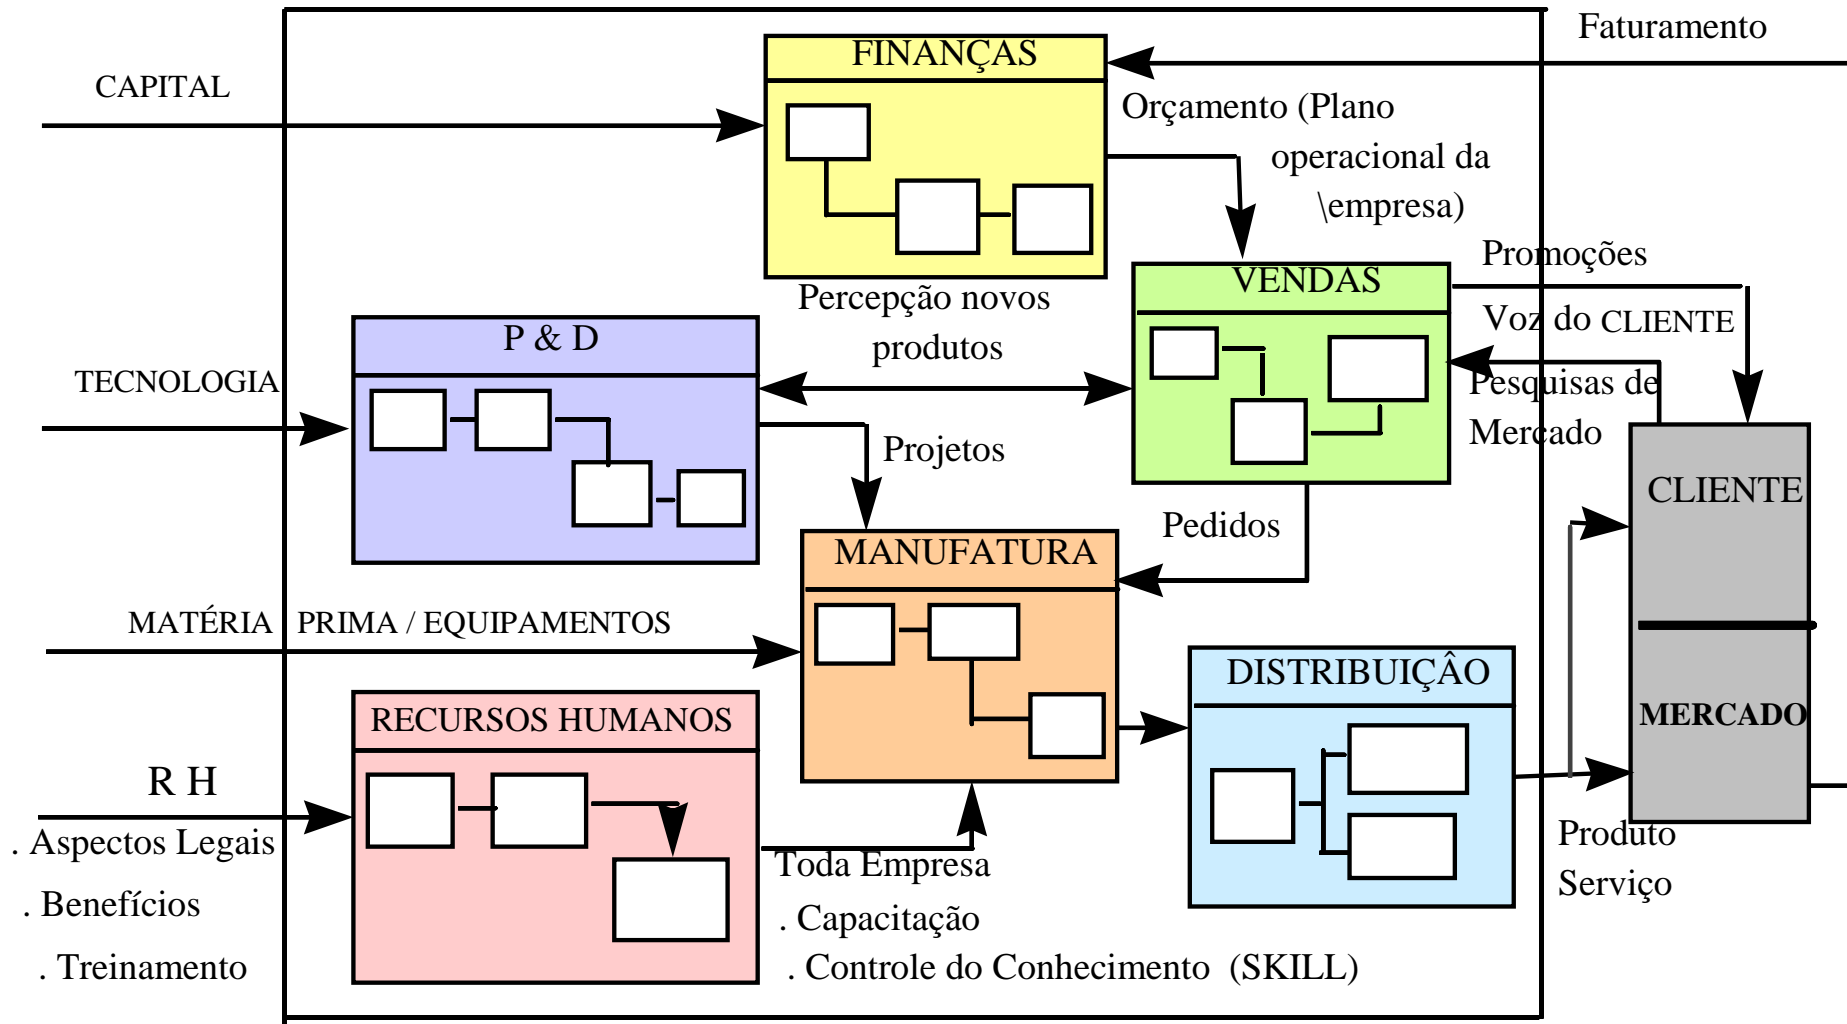 Faturamento
FINANÇAS
CAPITAL
Orçamento (Plano
operacional da
\empresa)
Promoções
VENDAS
Percepção novos
produtos
Voz do CLIENTE
P & D
TECNOLOGIA
Pesquisas de
Mercado
Projetos
CLIENTE
Pedidos
MANUFATURA
MATÉRIA PRIMA / EQUIPAMENTOS
DISTRIBUIÇÂO
RECURSOS HUMANOS
MERCADO
R H
. Aspectos Legais
. Benefícios
. Treinamento
Toda Empresa
. Capacitação
. Controle do Conhecimento (SKILL)
Produto
Serviço